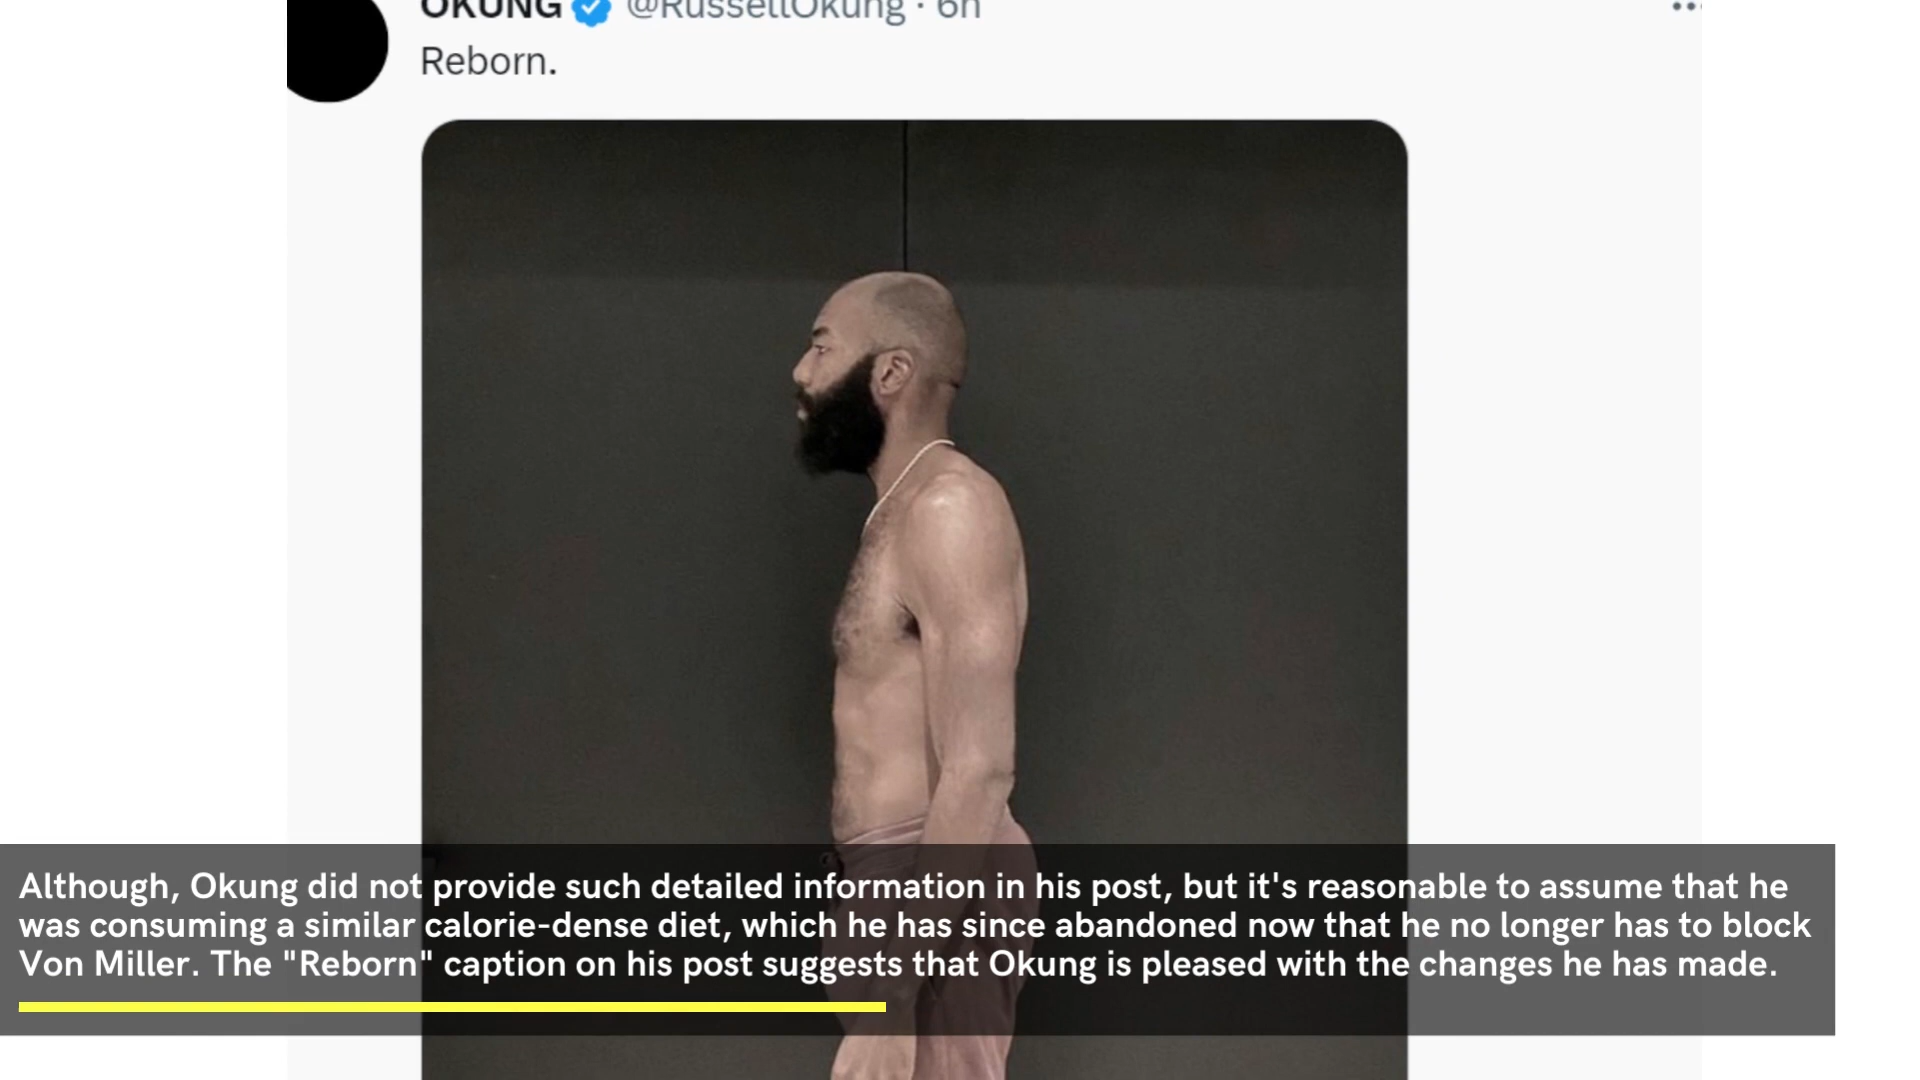 OKUNG @RussellOkung · 6h
Reborn.
Although, Okung did not provide such detailed information in his post, but it's reasonable to assume that he
was consuming a similar calorie-dense diet, which he has since abandoned now that he no longer has to block
Von Miller. The "Reborn" caption on his post suggests that Okung is pleased with the changes he has made.